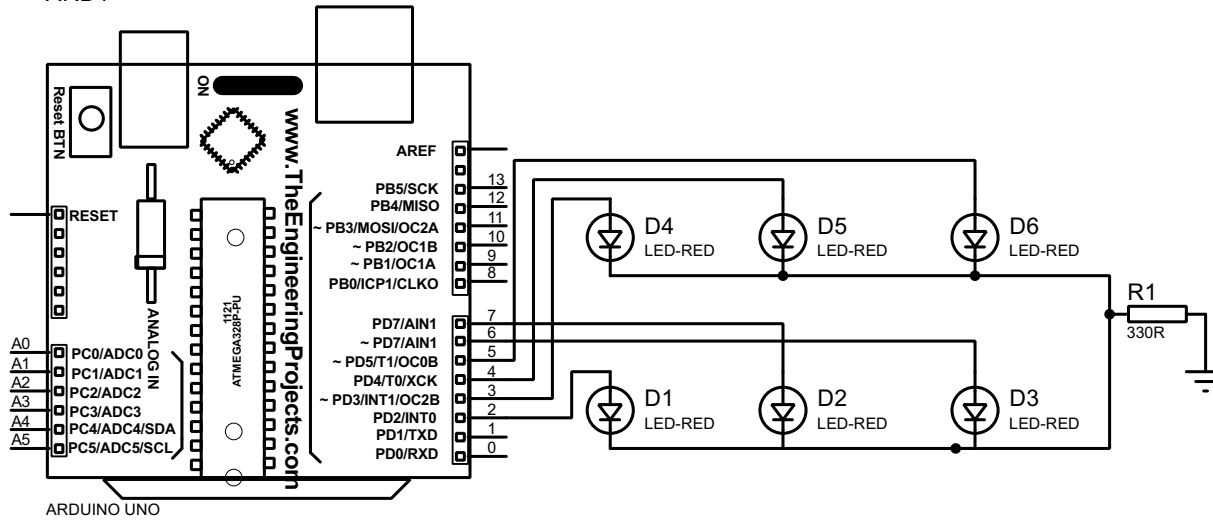 ON
Reset BTN
www.TheEngineeringProjects.com
AREF
PB5/SCK 13
PB4/MISO 12
~ PB3/MOSI/OC2A 11
~ PB2/OC1B 10
~ PB1/OC1A 9
PB0/ICP1/CLKO 8
RESET
ANALOG IN
1121
ATMEGA328P-PU
PD7/AIN1 7
~ PD7/AIN1 6
~ PD5/T1/OC0B 5
PD4/T0/XCK 4
~ PD3/INT1/OC2B 3
PD2/INT0 2
PD1/TXD 1
PD0/RXD 0
A0 PC0/ADC0
A1 PC1/ADC1
A2 PC2/ADC2
A3 PC3/ADC3
A4 PC4/ADC4/SDA
A5 PC5/ADC5/SCL
ARDUINO UNO
D4
LED-RED
D5
LED-RED
D6
LED-RED
R1
330R
D1
LED-RED
D2
LED-RED
D3
LED-RED